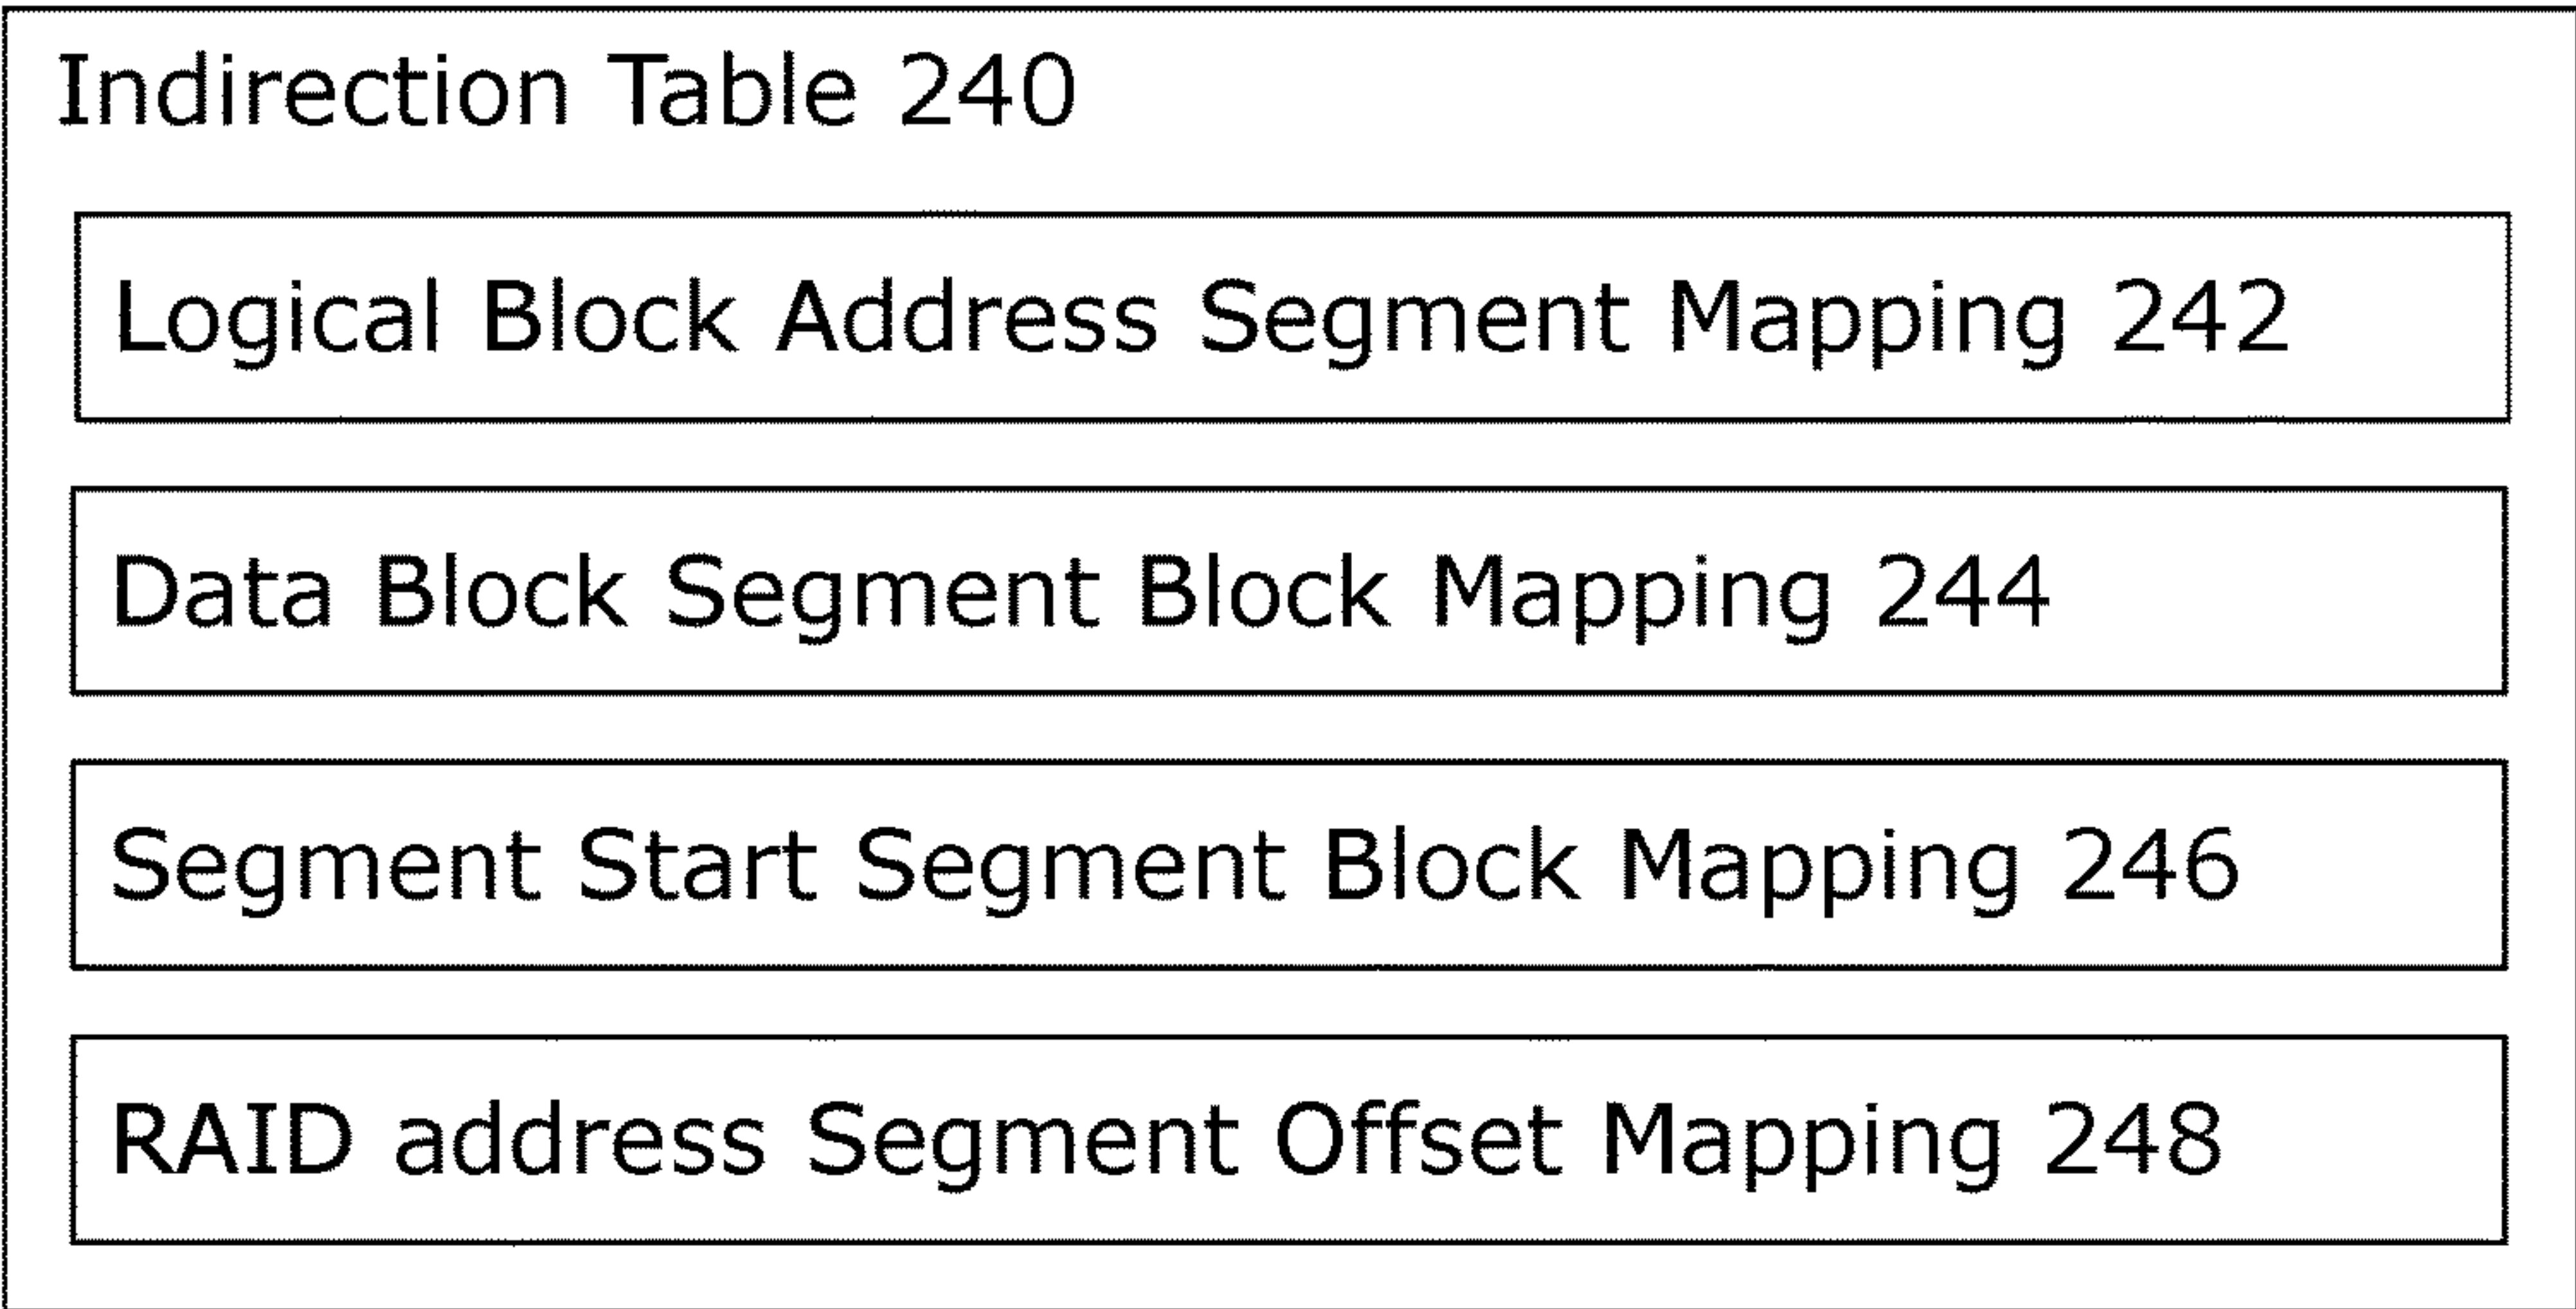 Indirection Table 240
Logical Block Address Segment Mapping 242
Data Block Segment Block Mapping 244
Segment Start Segment Block Mapping 246
RAID address Segment Offset Mapping 248